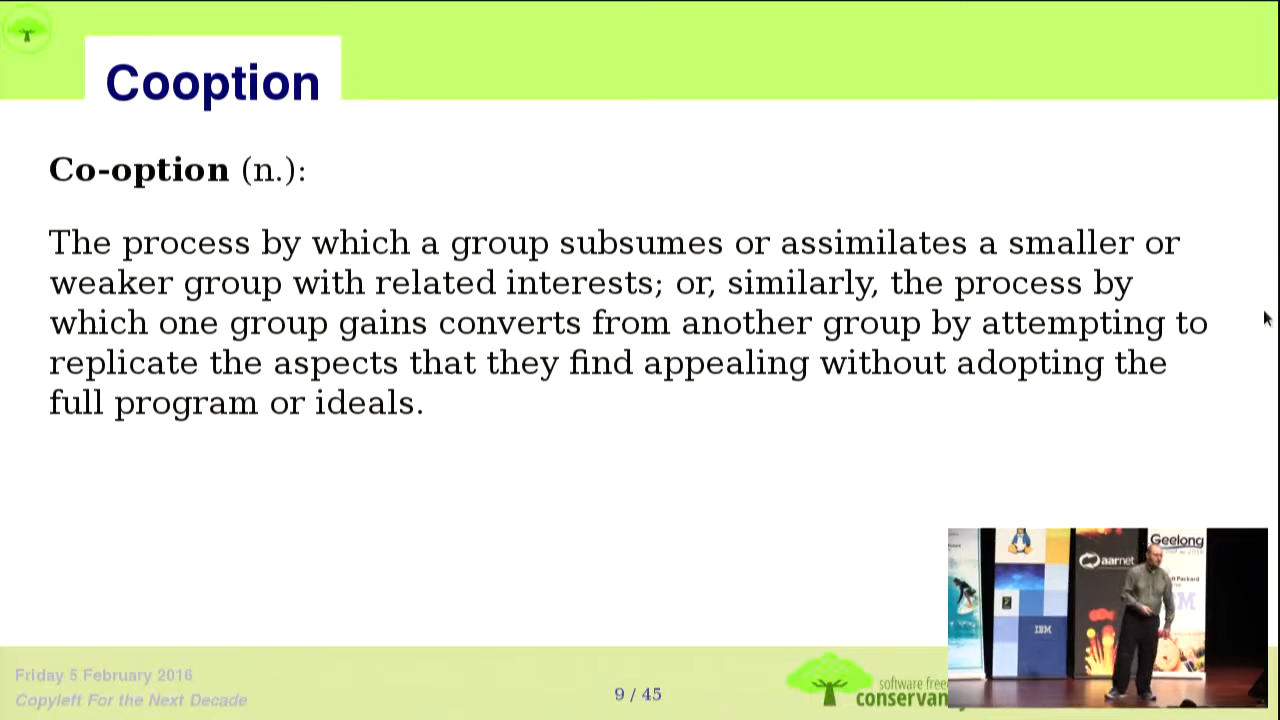 Cooption
Co-option (n.):
The process by which a group subsumes or assimilates a smaller or
weaker group with related interests; or, similarly, the process by
which one group gains converts from another group by attempting to
replicate the aspects that they find appealing without adopting the
full program or ideals.
Friday 5 February 2016
Copyleft For the Next Decade
9 / 45
software free
conservan
Geelong
aarnet
IBM